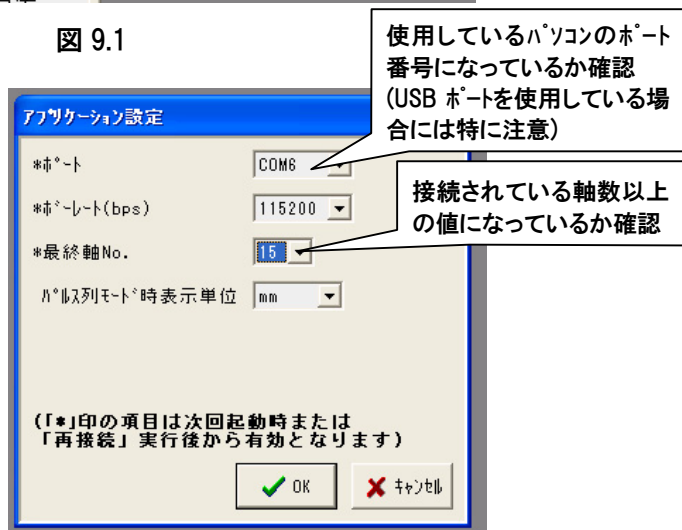 図 9.1
使用しているﾊﾟｿｺﾝのﾎﾟｰﾄ
番号になっているか確認
(USB ﾎﾟｰﾄを使用している場
合には特に注意)
ｱﾌﾟﾘｹｰｼｮﾝ設定
*ﾎﾟｰﾄ
COM6
接続されている軸数以上
の値になっているか確認
*ﾎﾞｰﾚｰﾄ(bps)
115200
*最終軸No.
15
ﾊﾟﾙｽ列ﾓｰﾄﾞ時表示単位
mm
(「*」印の項目は次回起動時または
「再接続」実行後から有効となります)
OK
ｷｬﾝｾﾙ